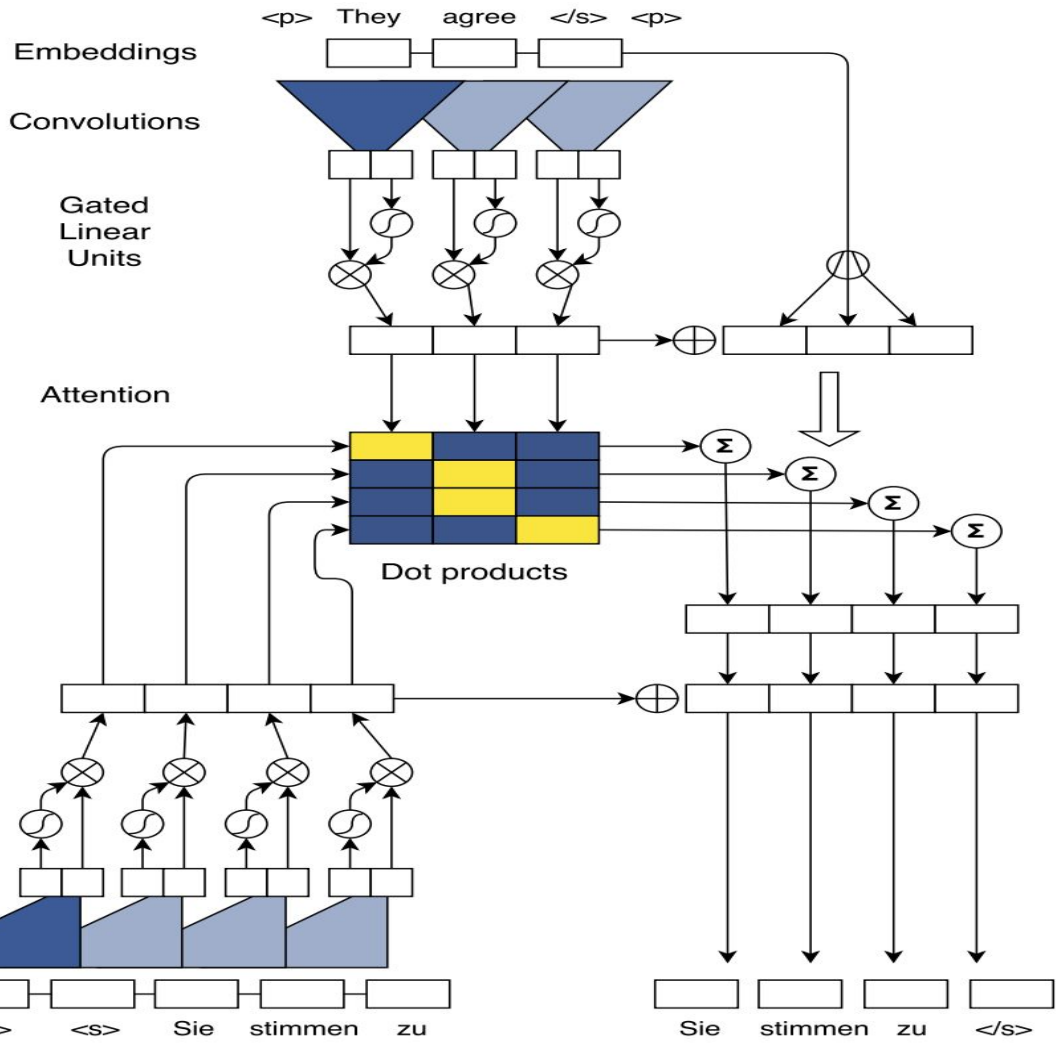 <p> They agree </s> <p>
Embeddings
Convolutions
Gated
Linear
Units
Attention
Σ
Σ
Σ
Σ
Dot products
> <s> Sie stimmen zu
Sie stimmen zu </s>